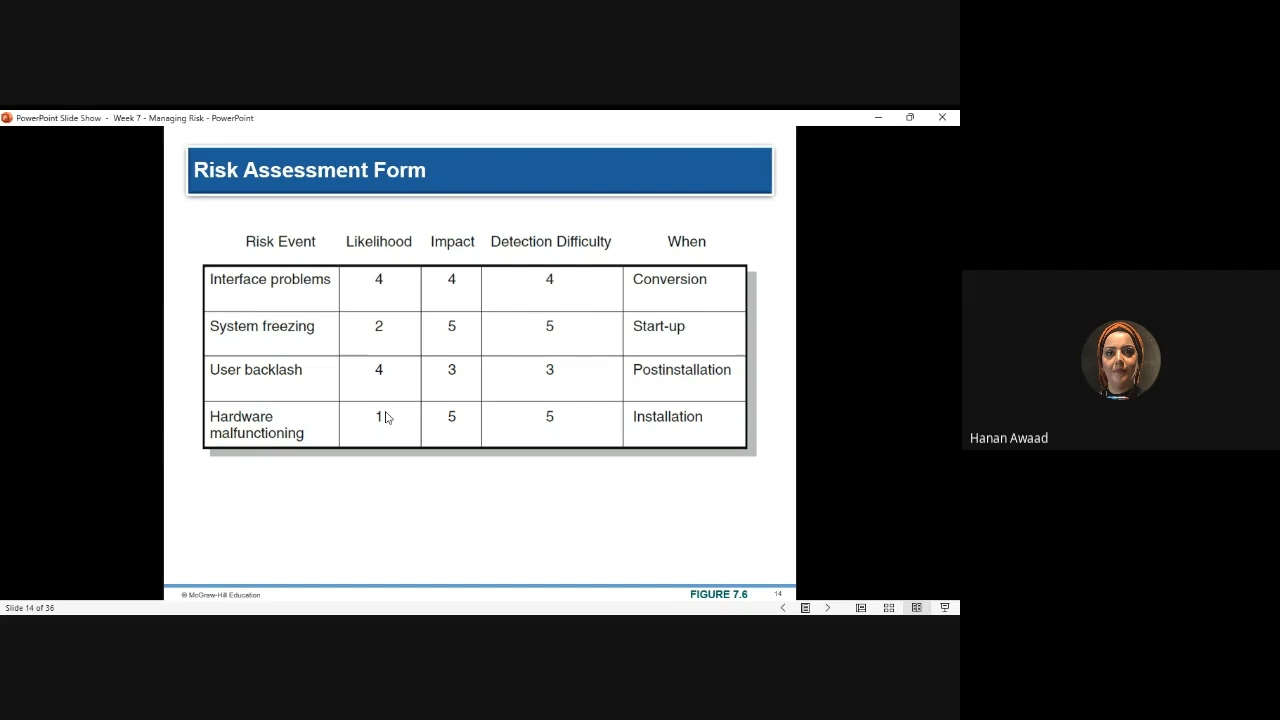 PowerPoint Slide Show - Week 7 - Managing Risk - PowerPoint
Risk Assessment Form
Risk Event Likelihood Impact Detection Difficulty When
Interface problems 4 4 4 Conversion
System freezing 2 5 5 Start-up
User backlash 4 3 3 Postinstallation
Hardware malfunctioning 1 5 5 Installation
Hanan Awaad
© McGraw-Hill Education FIGURE 7.6 14
Slide 14 of 36